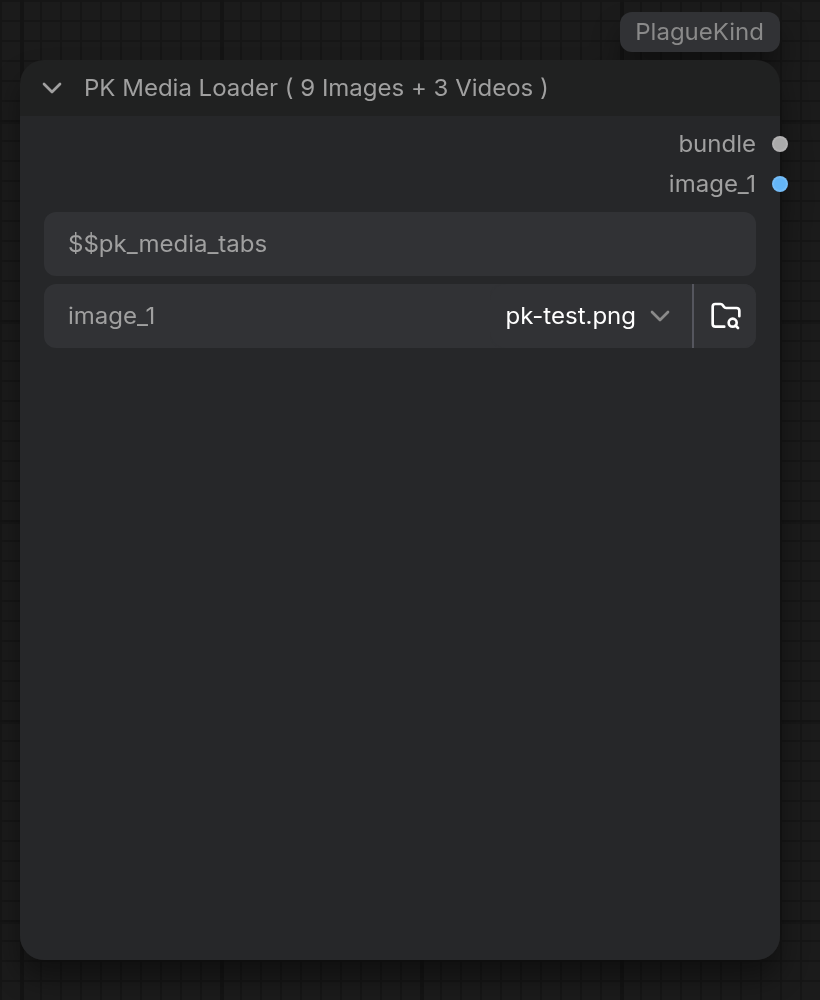 PlagueKind
PK Media Loader ( 9 Images + 3 Videos )
bundle
image_1
$$pk_media_tabs
image_1 pk-test.png